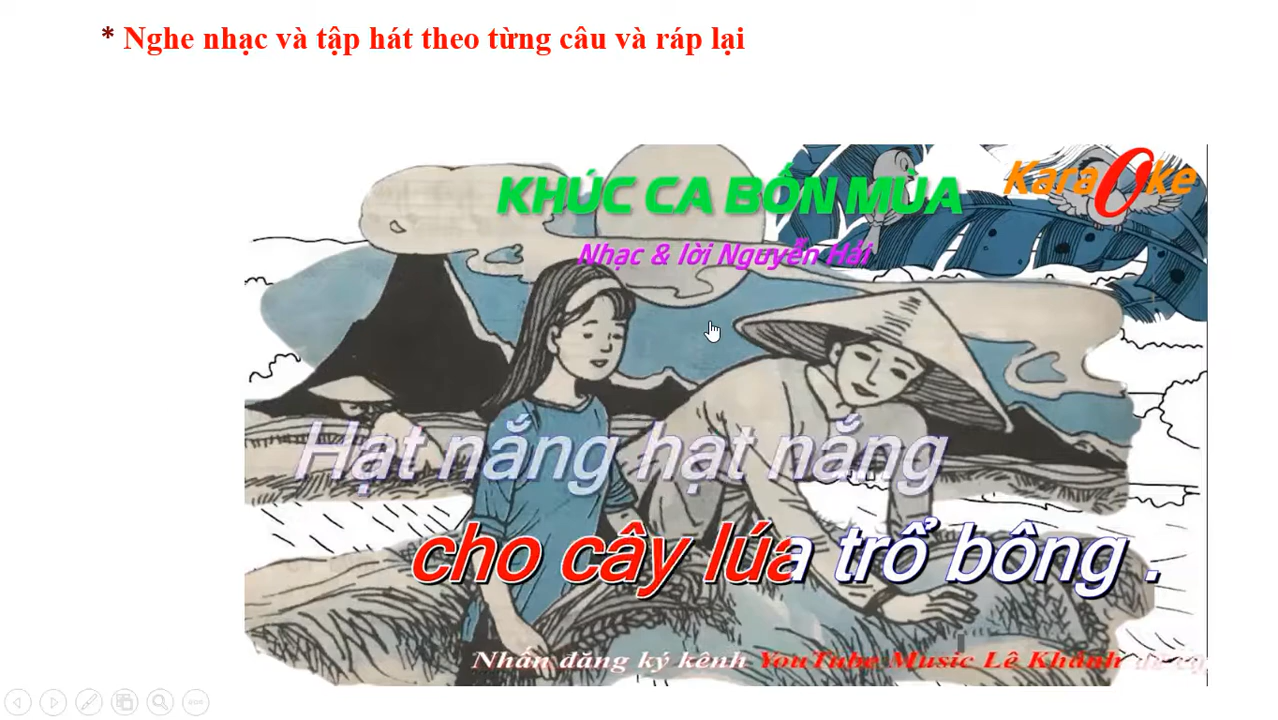 * Nghe nhạc và tập hát theo từng câu và ráp lại
KaraOke
KHÚC CA BỐN MÙA
Nhạc & lời Nguyễn Hải
Hạt nắng hạt nắng
cho cây lúa trổ bông .
Nhấn đăng ký kênh YouTube Music Lê Khánh để